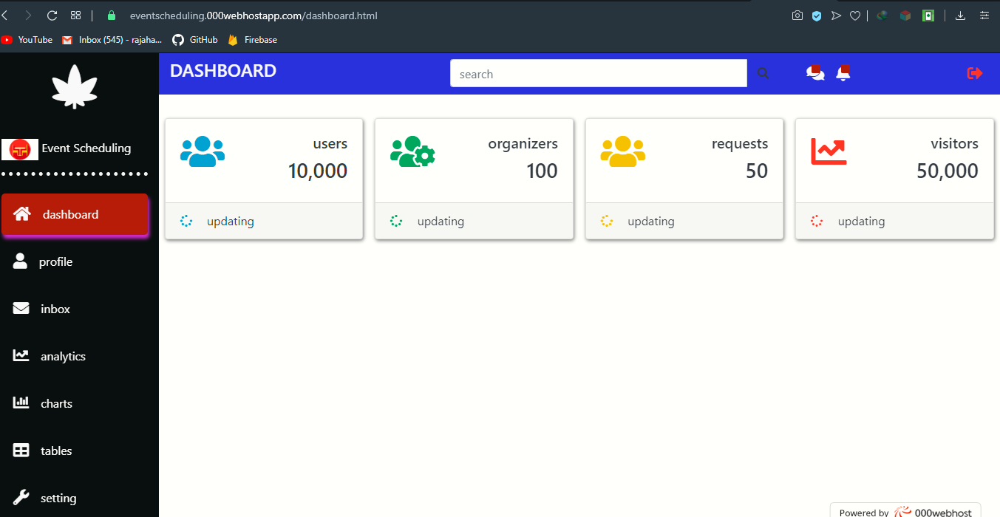 eventscheduling.000webhostapp.com/dashboard.html
YouTube Inbox (545) - rajaha... GitHub Firebase
DASHBOARD
search
Event Scheduling
dashboard
profile
inbox
analytics
charts
tables
setting
users
10,000
updating
organizers
100
updating
requests
50
updating
visitors
50,000
updating
Powered by 000webhost